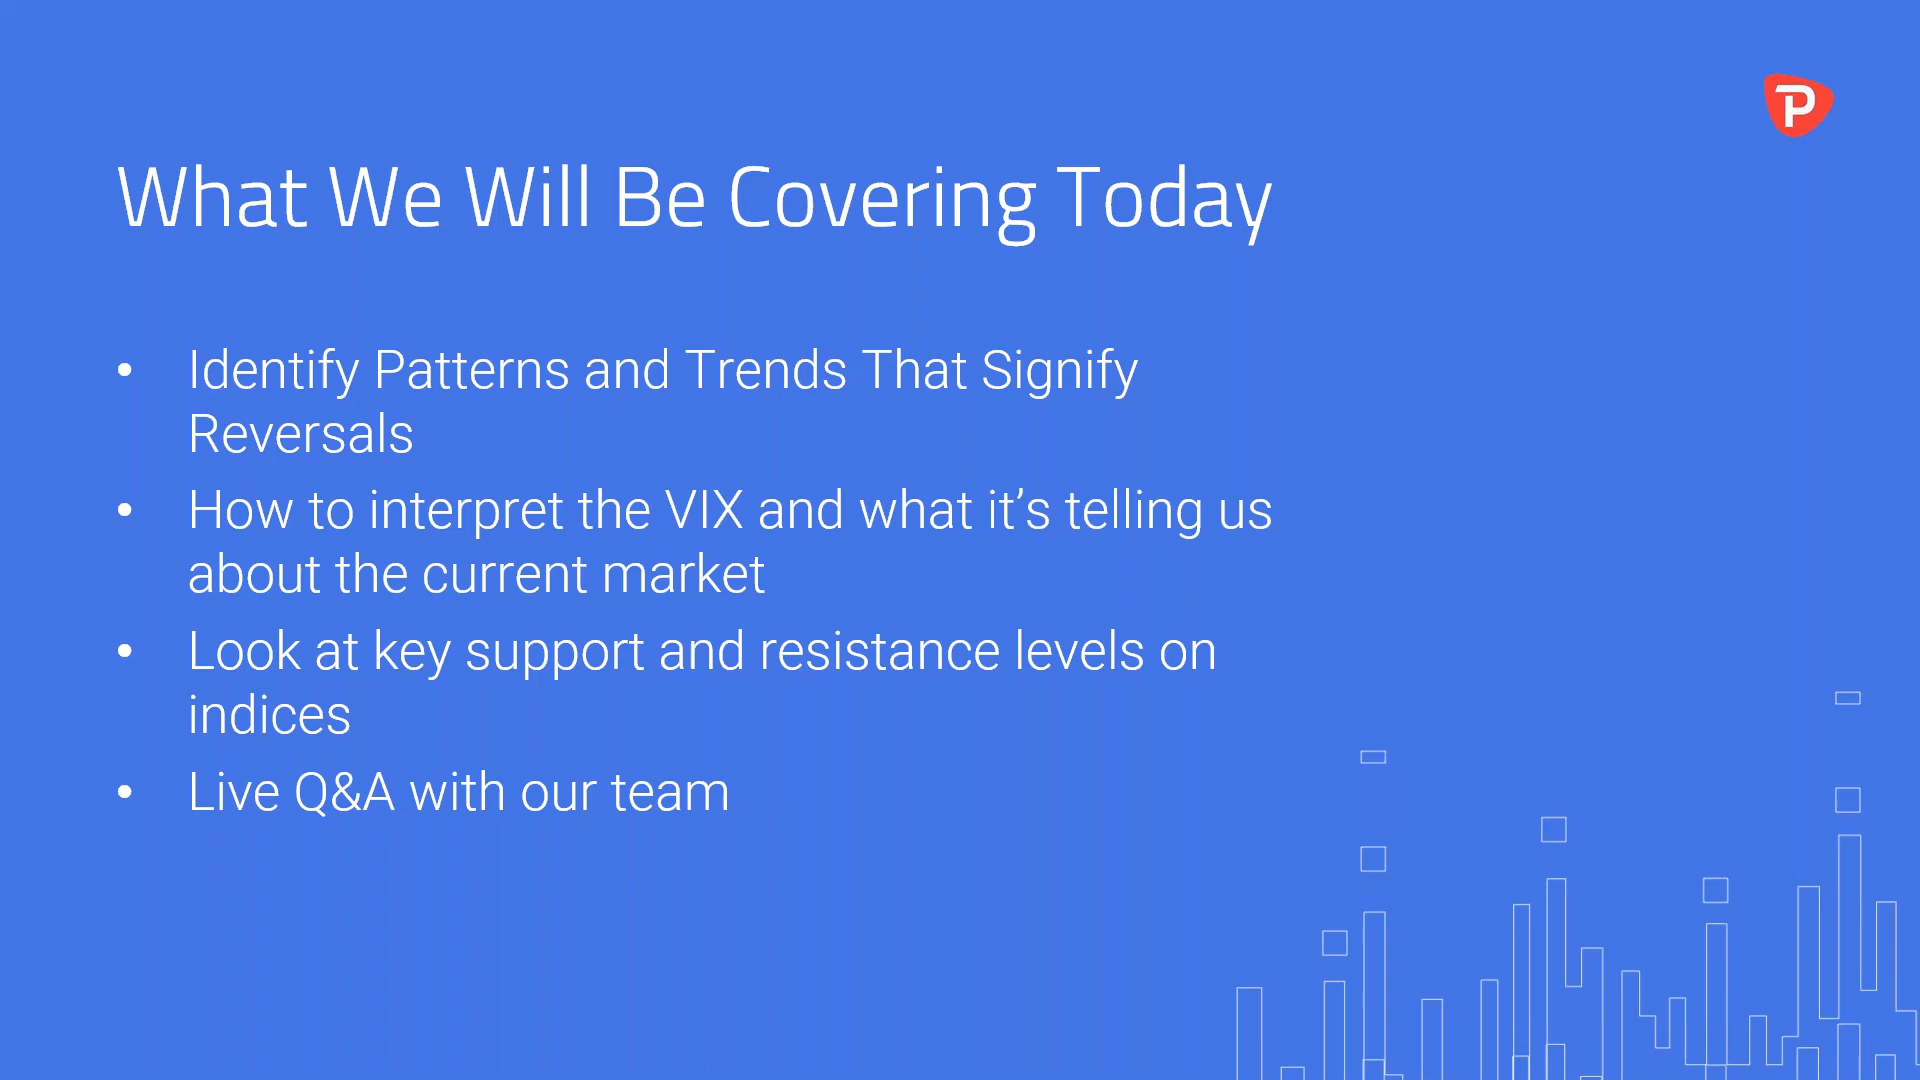 P
What We Will Be Covering Today
• Identify Patterns and Trends That Signify
Reversals
• How to interpret the VIX and what it’s telling us
about the current market
• Look at key support and resistance levels on
indices
• Live Q&A with our team